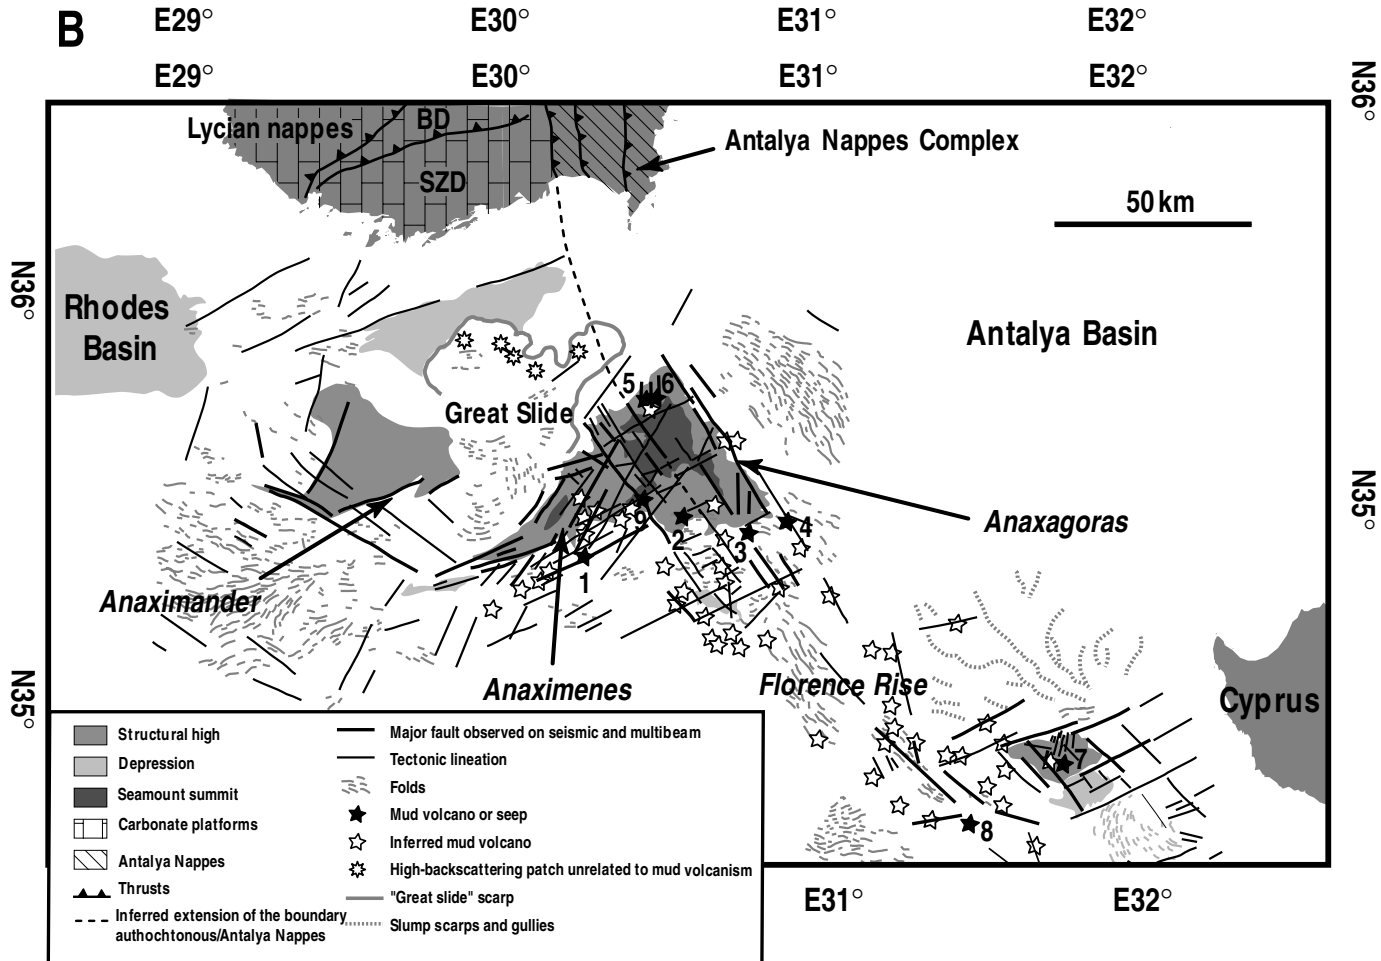 B
E29° E30° E31° E32°
E29° E30° E31° E32°
N36°
Lycian nappes
BD
SZD
Antalya Nappes Complex
50 km
N36°
Rhodes
Basin
Antalya Basin
5
6
Great Slide
N35°
Anaxagoras
9
2
3
4
1
Anaximander
Anaximenes
Florence Rise
N35°
Cyprus
7
8
Structural high
Depression
Seamount summit
Carbonate platforms
Antalya Nappes
Thrusts
Inferred extension of the boundary
authochtonous/Antalya Nappes
Major fault observed on seismic and multibeam
Tectonic lineation
Folds
Mud volcano or seep
Inferred mud volcano
High-backscattering patch unrelated to mud volcanism
"Great slide" scarp
Slump scarps and gullies
E31° E32°